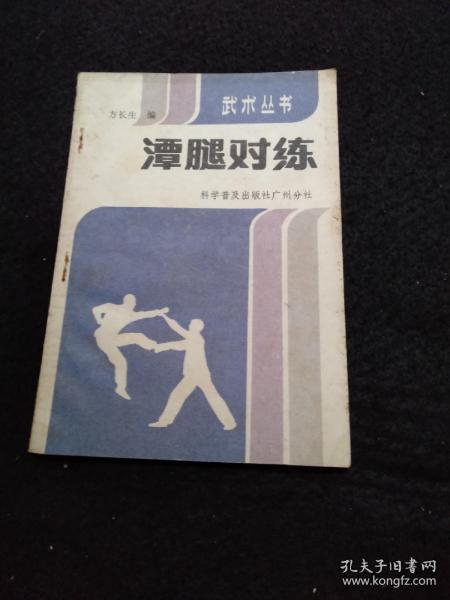 武术丛书
方长生 编
潭腿对练
科学普及出版社广州分社
孔夫子旧书网
www.kongfz.com